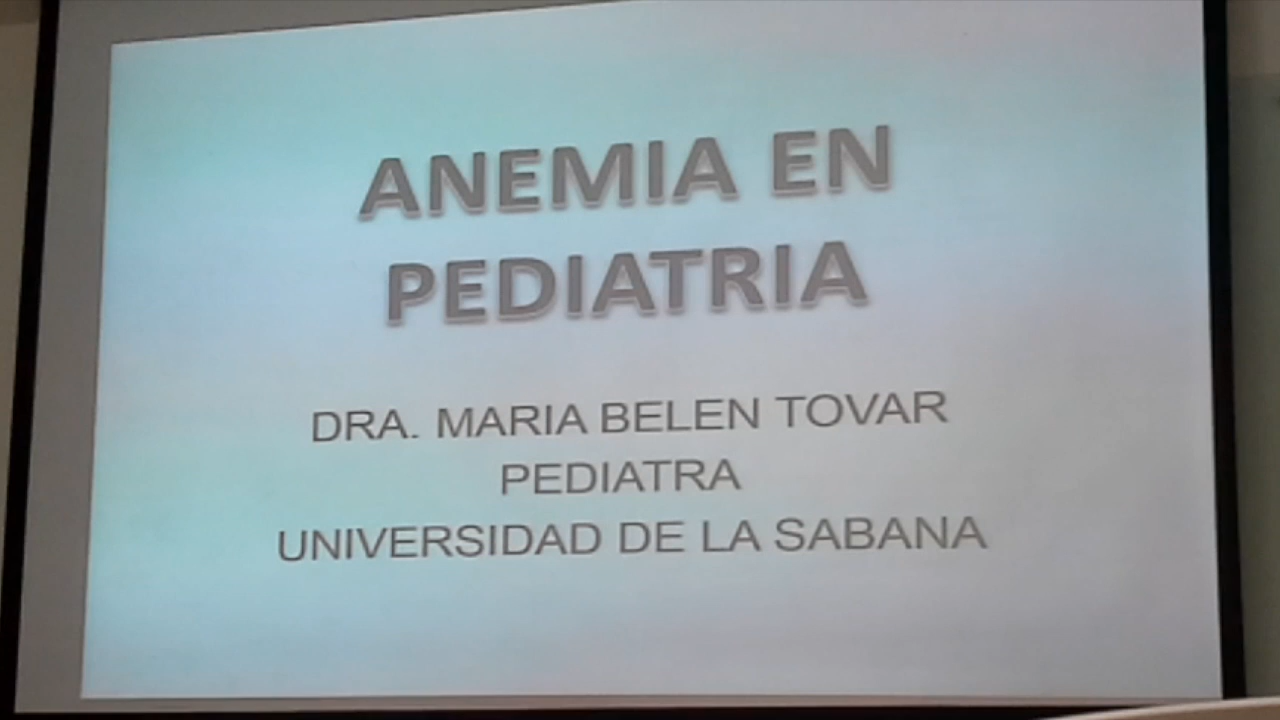 ANEMIA EN
PEDIATRIA
DRA. MARIA BELEN TOVAR
PEDIATRA
UNIVERSIDAD DE LA SABANA